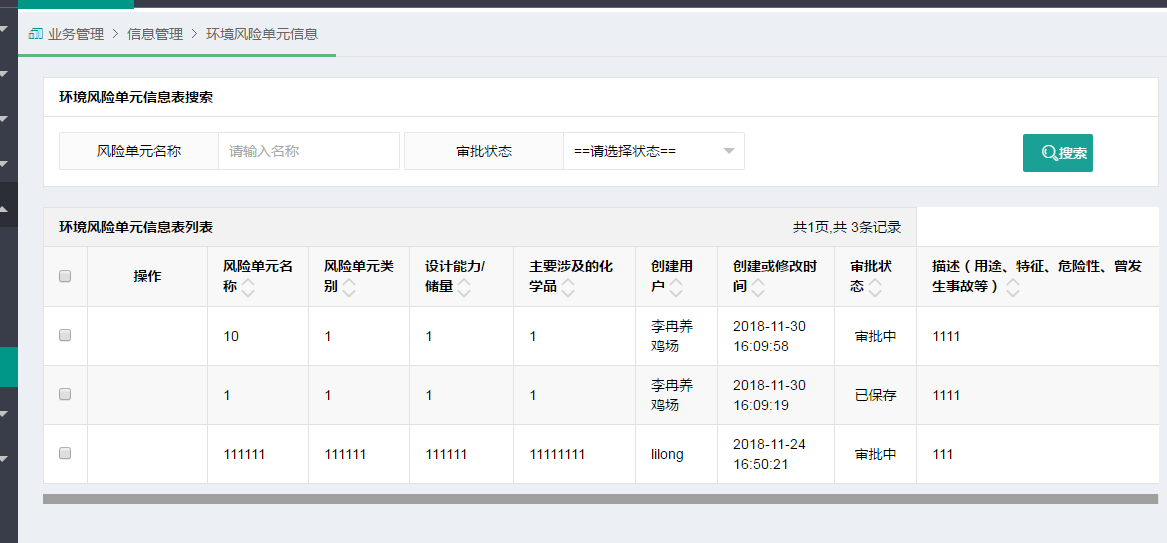 业务管理 > 信息管理 > 环境风险单元信息
环境风险单元信息表搜索
风险单元名称 请输入名称 审批状态 ==请选择状态== 搜索
环境风险单元信息表列表 共1页,共 3条记录
操作 风险单元名 风险单元类 设计能力/ 主要涉及的化 创建用 创建或修改时 审批状 描述（用途、特征、危险性、曾发
称 别 储量 学品 户 间 态 生事故等）
10 1 1 1 李冉养 2018-11-30 审批中 1111
鸡场 16:09:58
1 1 1 1 李冉养 2018-11-30 已保存 1111
鸡场 16:09:19
111111 111111 111111 11111111 lilong 2018-11-24 审批中 111
16:50:21